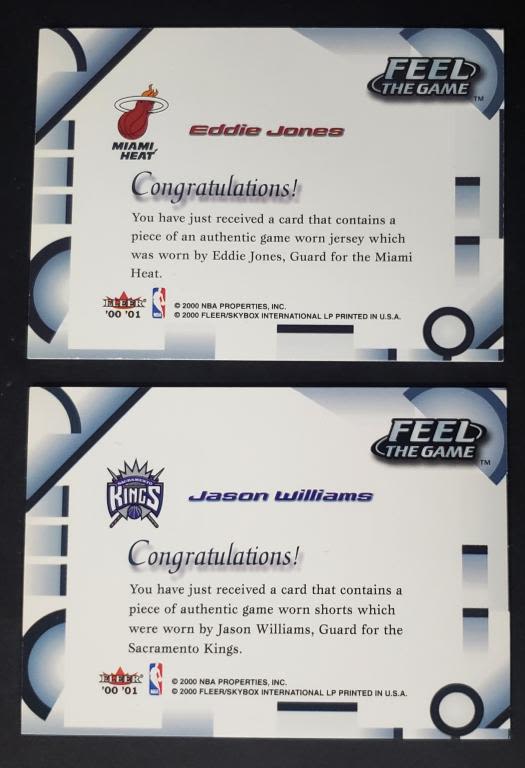 FEEL
THE GAME™
MIAMI
HEAT
Eddie Jones
Congratulations!
You have just received a card that contains a
piece of an authentic game worn jersey which
was worn by Eddie Jones, Guard for the Miami
Heat.
FLEER
'00 '01
© 2000 NBA PROPERTIES, INC.
© 2000 FLEER/SKYBOX INTERNATIONAL LP PRINTED IN U.S.A.
FEEL
THE GAME™
SACRAMENTO
KINGS
Jason Williams
Congratulations!
You have just received a card that contains a
piece of authentic game worn shorts which
were worn by Jason Williams, Guard for the
Sacramento Kings.
FLEER
'00 '01
© 2000 NBA PROPERTIES, INC.
© 2000 FLEER/SKYBOX INTERNATIONAL LP PRINTED IN U.S.A.